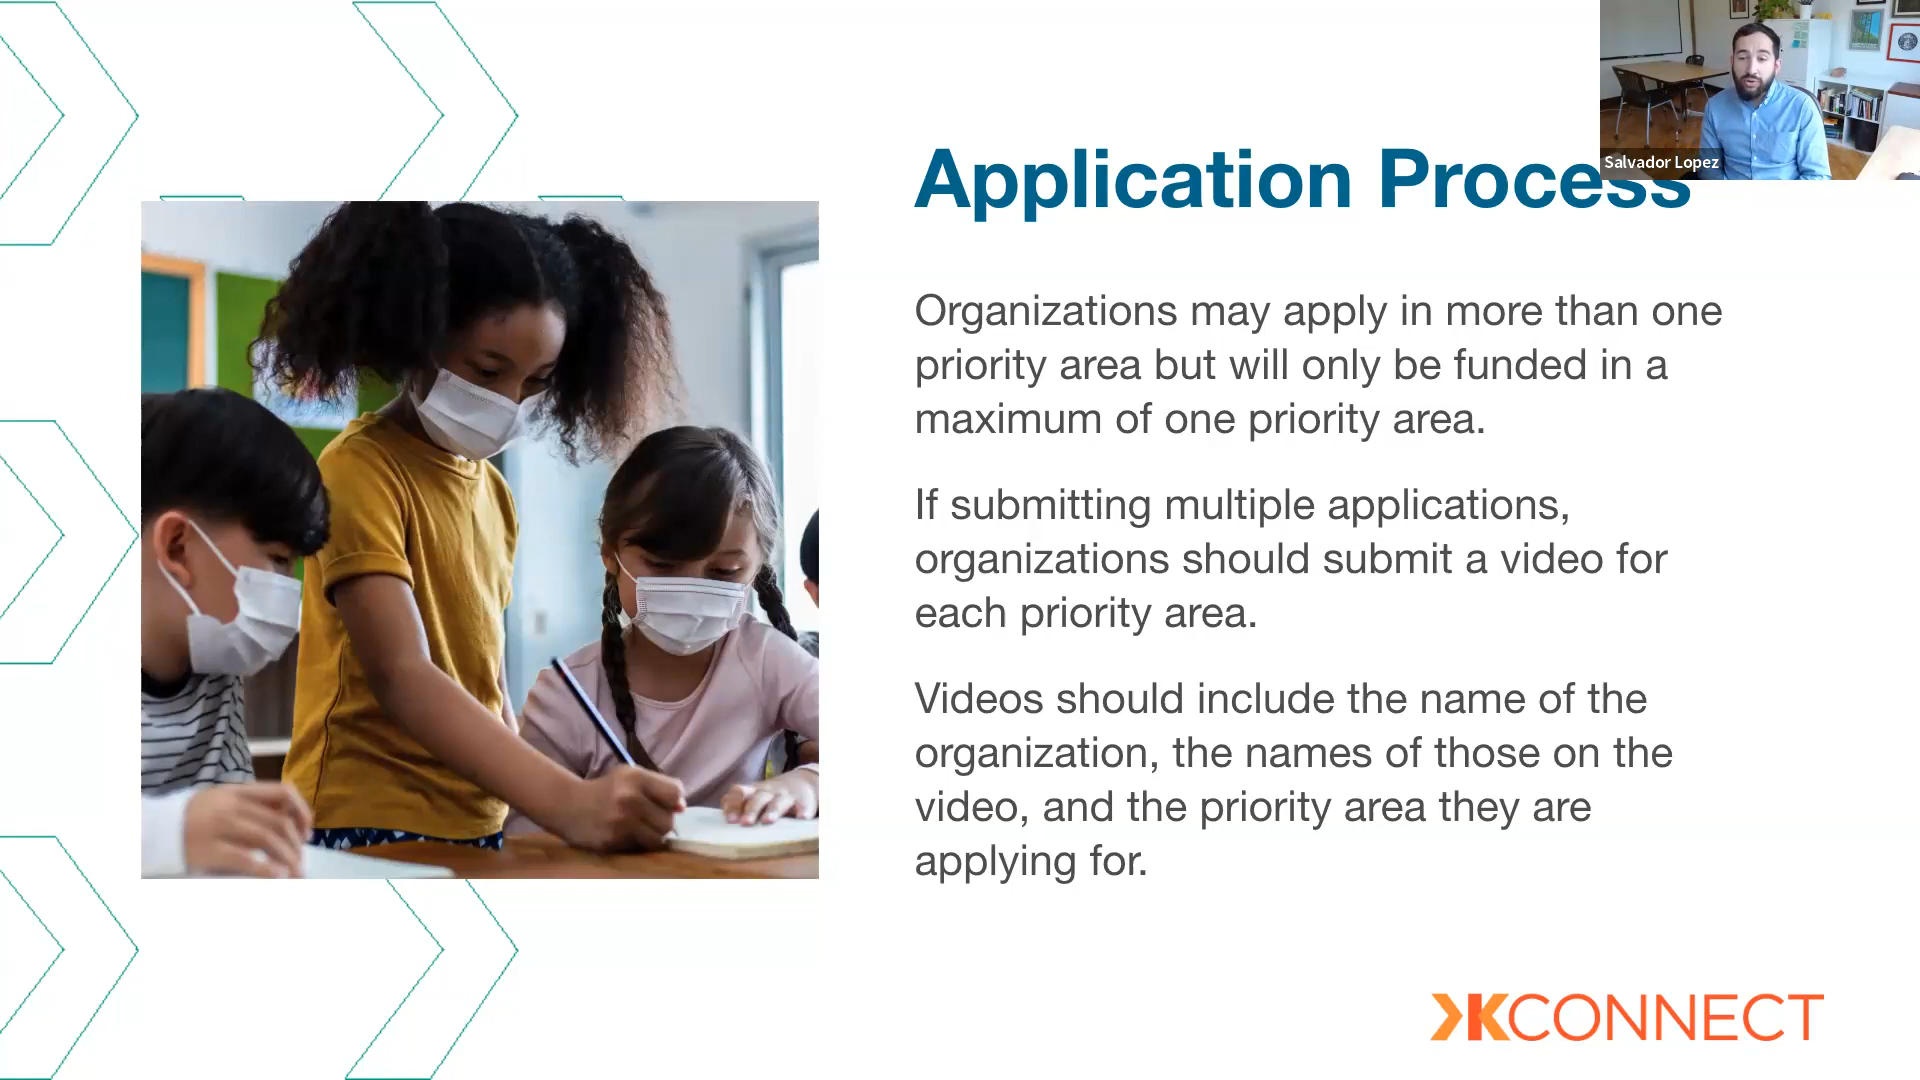 Salvador Lopez
Application Process
Organizations may apply in more than one
priority area but will only be funded in a
maximum of one priority area.
If submitting multiple applications,
organizations should submit a video for
each priority area.
Videos should include the name of the
organization, the names of those on the
video, and the priority area they are
applying for.
KCONNECT